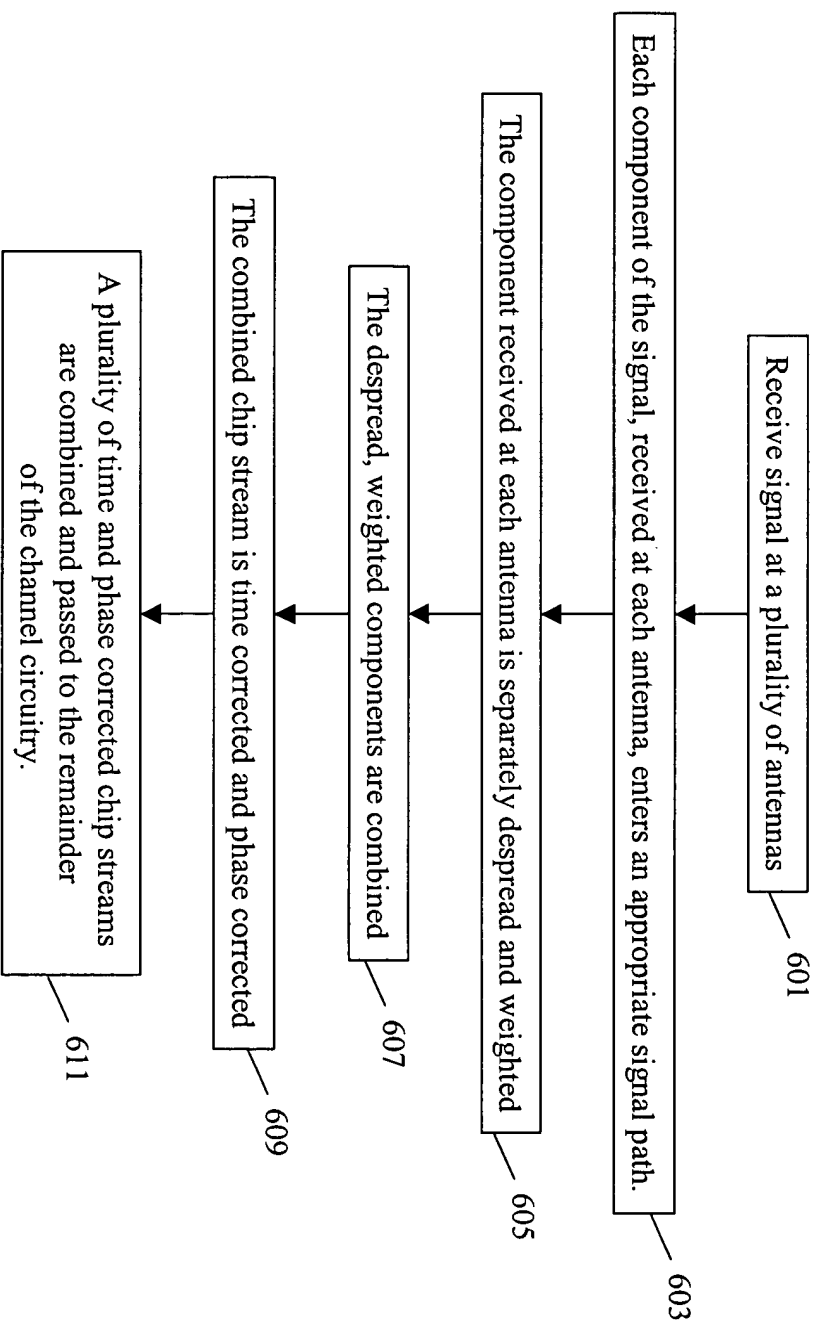 Receive signal at a plurality of antennas
601
Each component of the signal, received at each antenna, enters an appropriate signal path.
603
The component received at each antenna is separately despread and weighted
605
The despread, weighted components are combined
607
The combined chip stream is time corrected and phase corrected
609
A plurality of time and phase corrected chip streams
are combined and passed to the remainder
of the channel circuitry.
611